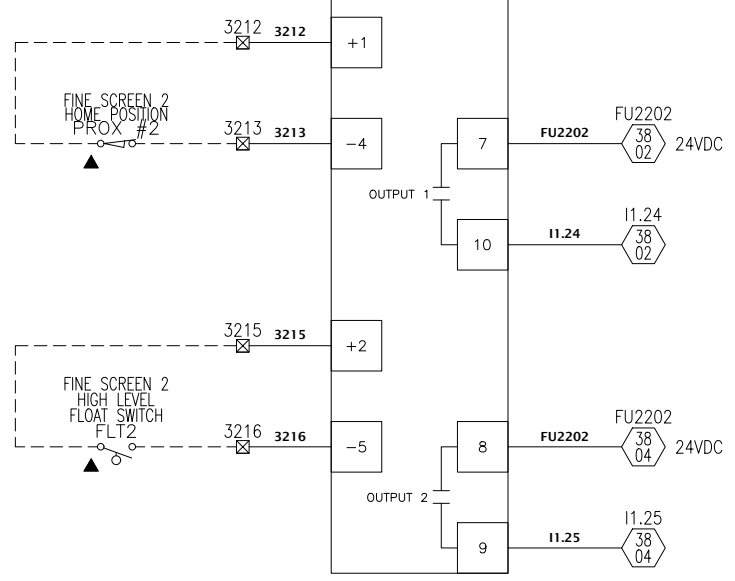 3212 3212 +1
FINE SCREEN 2
HOME POSITION
PROX #2
3213 3213 -4
7 FU2202 FU2202 38 02 24VDC
OUTPUT 1
10 I1.24 I1.24 38 02
3215 3215 +2
FINE SCREEN 2
HIGH LEVEL
FLOAT SWITCH
FLT2
3216 3216 -5
8 FU2202 FU2202 38 04 24VDC
OUTPUT 2
9 I1.25 I1.25 38 04